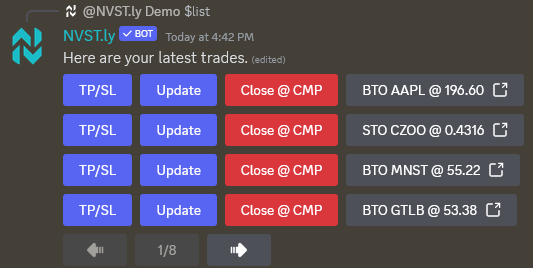 @NVST.ly Demo $list
NVST.ly ✓ BOT Today at 4:42 PM
Here are your latest trades. (edited)
TP/SL Update Close @ CMP BTO AAPL @ 196.60
TP/SL Update Close @ CMP STO CZOO @ 0.4316
TP/SL Update Close @ CMP BTO MNST @ 55.22
TP/SL Update Close @ CMP BTO GTLB @ 53.38
1/8